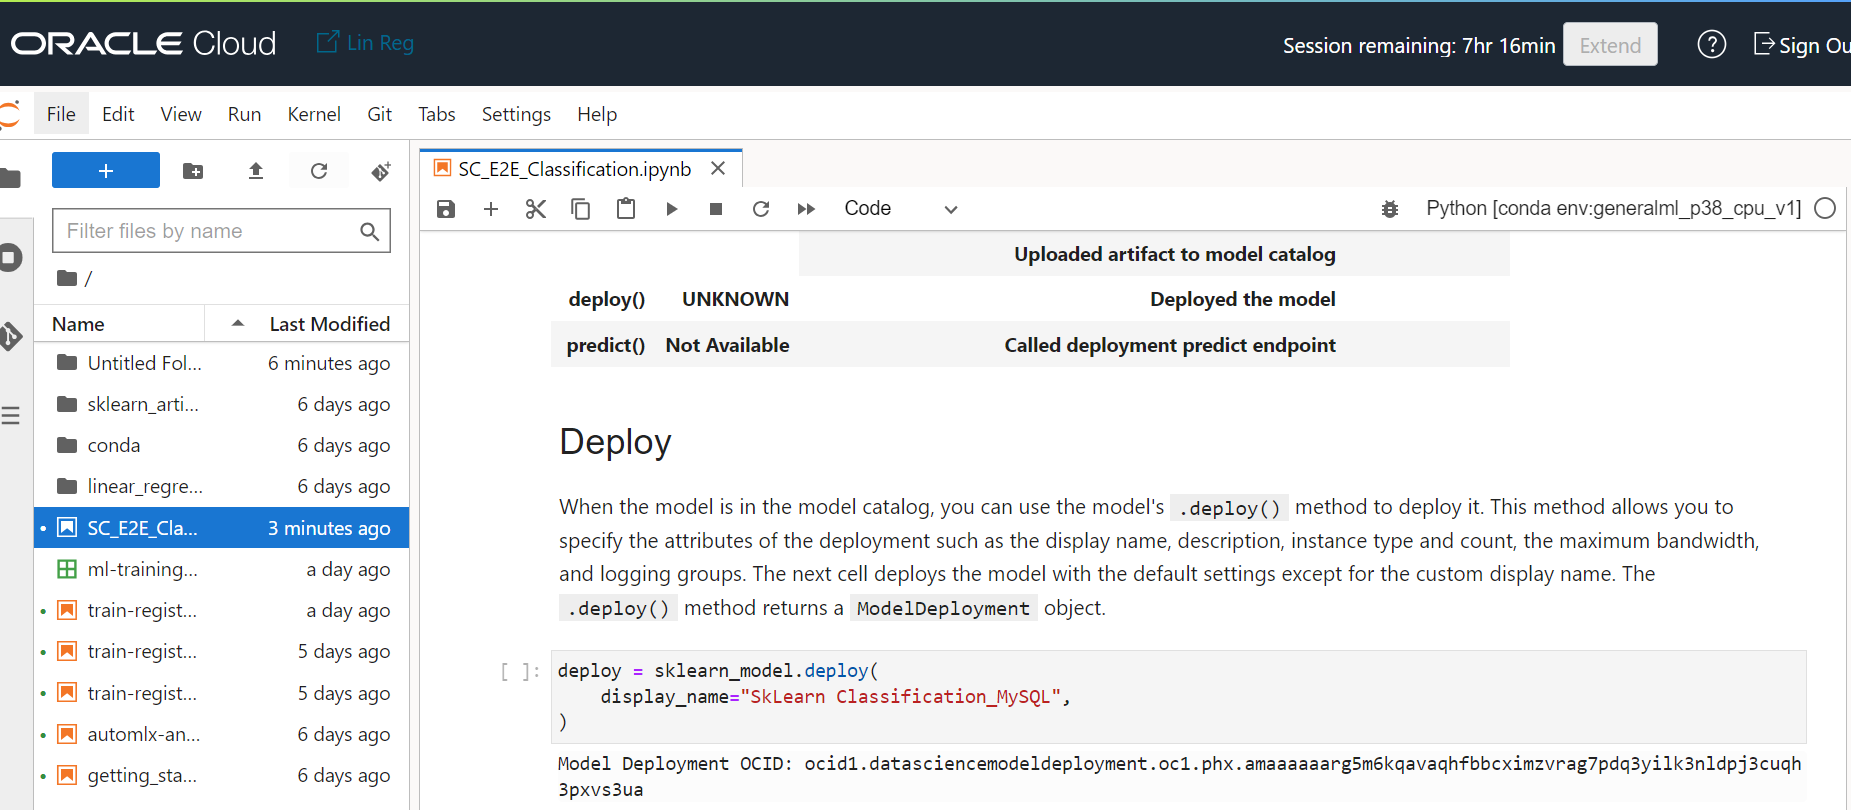 ORACLE Cloud
Lin Reg
Session remaining: 7hr 16min
Extend
?
Sign Ou
File Edit View Run Kernel Git Tabs Settings Help
Filter files by name
/
Name Last Modified
Untitled Fol... 6 minutes ago
sklearn_arti... 6 days ago
conda 6 days ago
linear_regre... 6 days ago
SC_E2E_Cla... 3 minutes ago
ml-training... a day ago
train-regist... a day ago
train-regist... 5 days ago
train-regist... 5 days ago
automlx-an... 6 days ago
getting_sta... 6 days ago
SC_E2E_Classification.ipynb
Code
Python [conda env:generalml_p38_cpu_v1]
Uploaded artifact to model catalog
deploy() UNKNOWN Deployed the model
predict() Not Available Called deployment predict endpoint
Deploy
When the model is in the model catalog, you can use the model's .deploy() method to deploy it. This method allows you to
specify the attributes of the deployment such as the display name, description, instance type and count, the maximum bandwidth,
and logging groups. The next cell deploys the model with the default settings except for the custom display name. The
.deploy() method returns a ModelDeployment object.
[ ]: deploy = sklearn_model.deploy(
display_name="SkLearn Classification_MySQL",
)
Model Deployment OCID: ocid1.datasciencemodeldeployment.oc1.phx.amaaaaaarg5m6kqavaqhfbbcximzvrag7pdq3yilk3nldpj3cuqh
3pxvs3ua